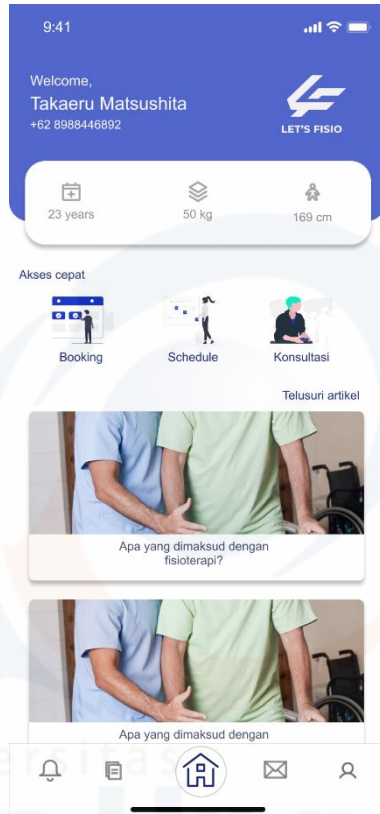 9:41
Welcome,
Takaeru Matsushita
+62 8988446892
LET'S FISIO
23 years
50 kg
169 cm
Akses cepat
Booking
Schedule
Konsultasi
Telusuri artikel
Apa yang dimaksud dengan
fisioterapi?
Apa yang dimaksud dengan